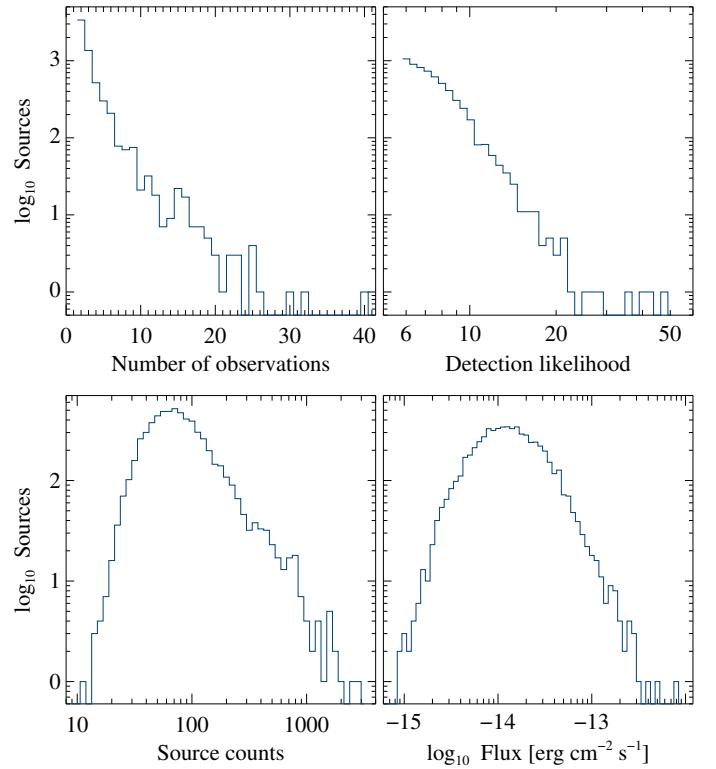 log₁₀ Sources
3
2
1
0
0 10 20 30 40
Number of observations
6 10 20 50
Detection likelihood
log₁₀ Sources
2
1
0
10 100 1000
Source counts
−15 −14 −13
log₁₀ Flux [erg cm⁻² s⁻¹]